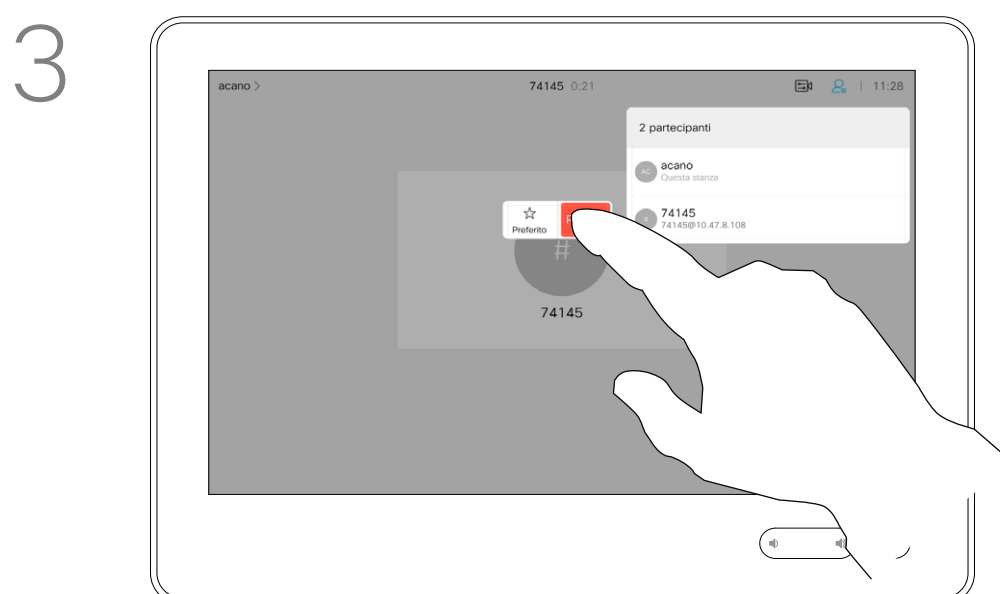 3
acano >
74145 0:21
11:28
2 partecipanti
AC
acano
Questa stanza
74145
74145@10.47.8.108
Preferito
#
74145